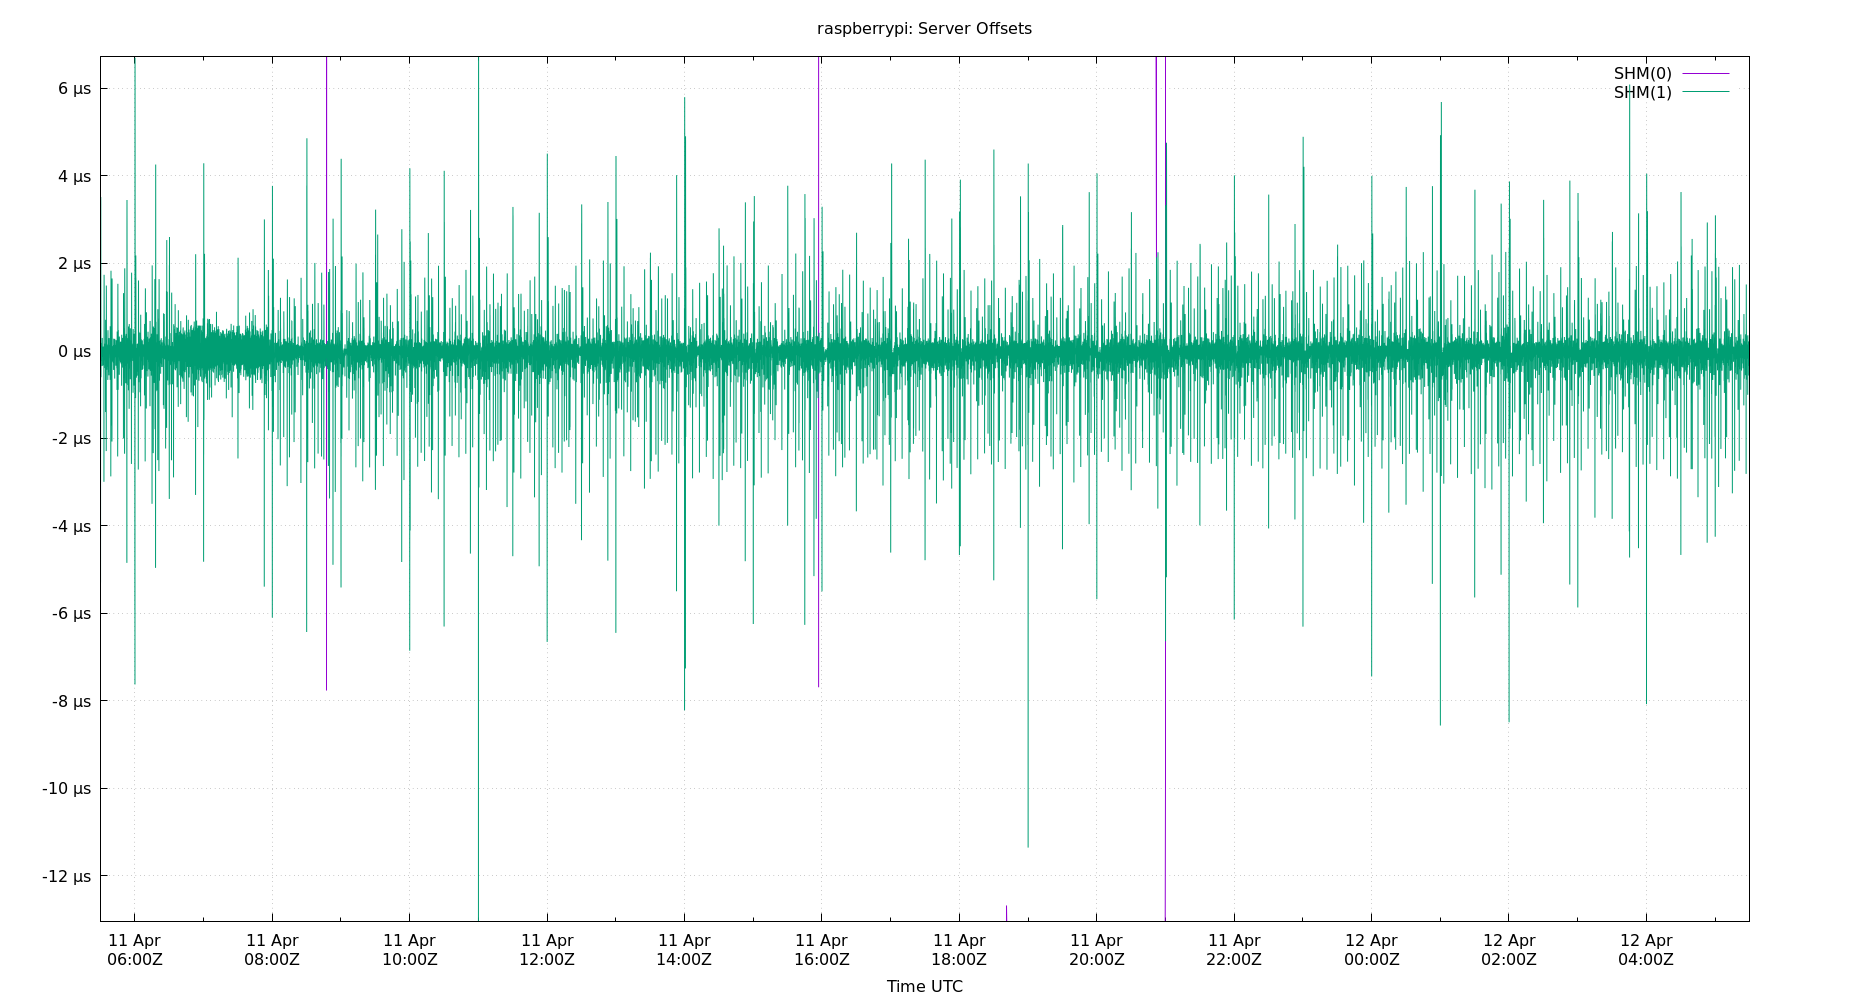 raspberrypi: Server Offsets
SHM(0)
SHM(1)
6 µs
4 µs
2 µs
0 µs
-2 µs
-4 µs
-6 µs
-8 µs
-10 µs
-12 µs
11 Apr 11 Apr 11 Apr 11 Apr 11 Apr 11 Apr 11 Apr 11 Apr 11 Apr 12 Apr 12 Apr 12 Apr
06:00Z 08:00Z 10:00Z 12:00Z 14:00Z 16:00Z 18:00Z 20:00Z 22:00Z 00:00Z 02:00Z 04:00Z
Time UTC